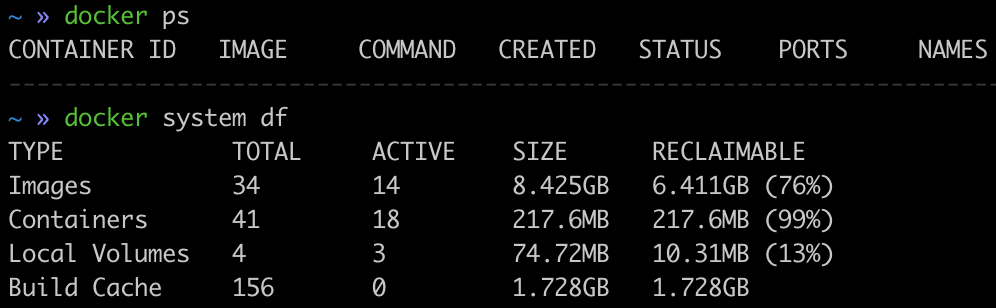 ~ » docker ps
CONTAINER ID   IMAGE     COMMAND   CREATED   STATUS    PORTS     NAMES
~ » docker system df
TYPE            TOTAL     ACTIVE    SIZE      RECLAIMABLE
Images          34        14        8.425GB   6.411GB (76%)
Containers      41        18        217.6MB   217.6MB (99%)
Local Volumes   4         3         74.72MB   10.31MB (13%)
Build Cache     156       0         1.728GB   1.728GB